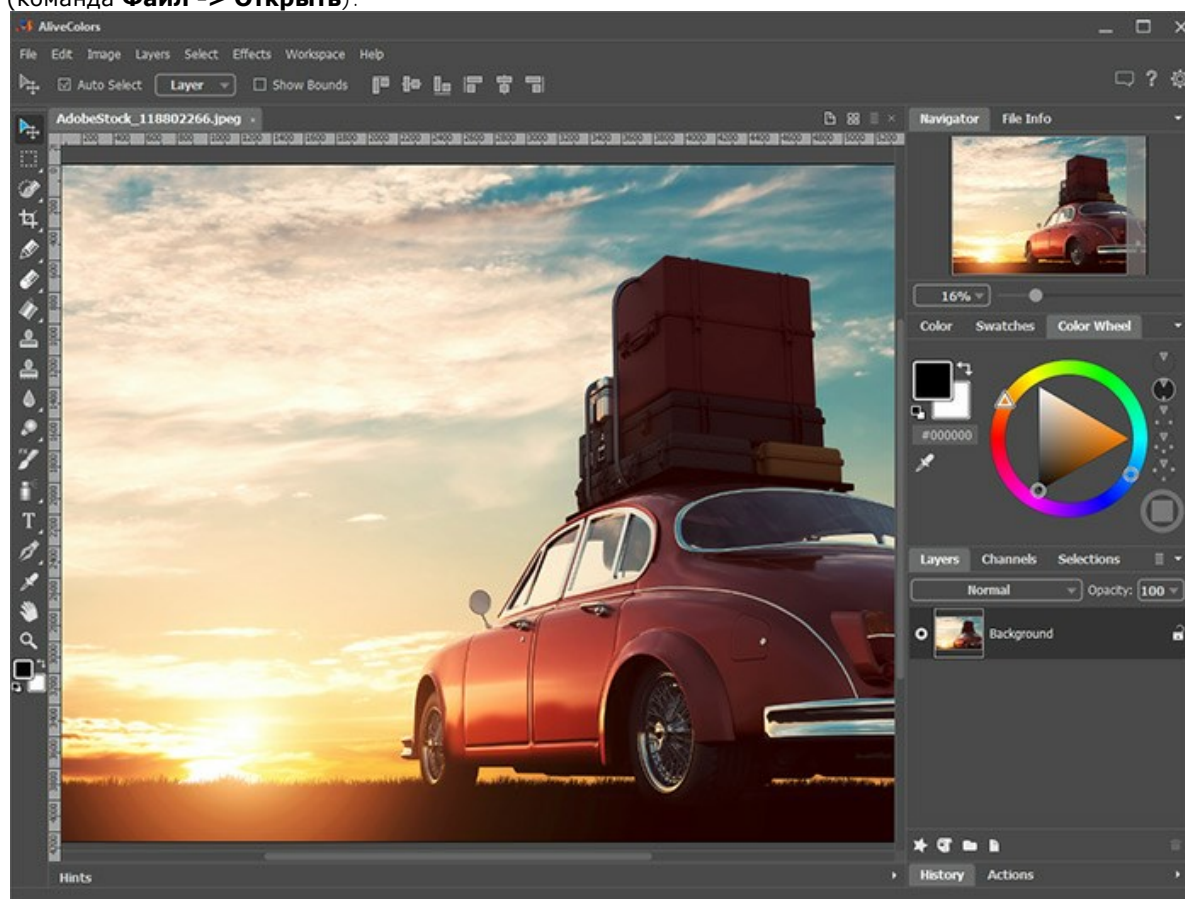 (команда Файл -> Открыть).
AliveColors
File Edit Image Layers Select Effects Workspace Help
Auto Select Layer Show Bounds
AdobeStock_118802266.jpeg
Navigator File Info
16%
Color Swatches Color Wheel
#000000
Layers Channels Selections
Normal Opacity: 100
Background
Hints
History Actions